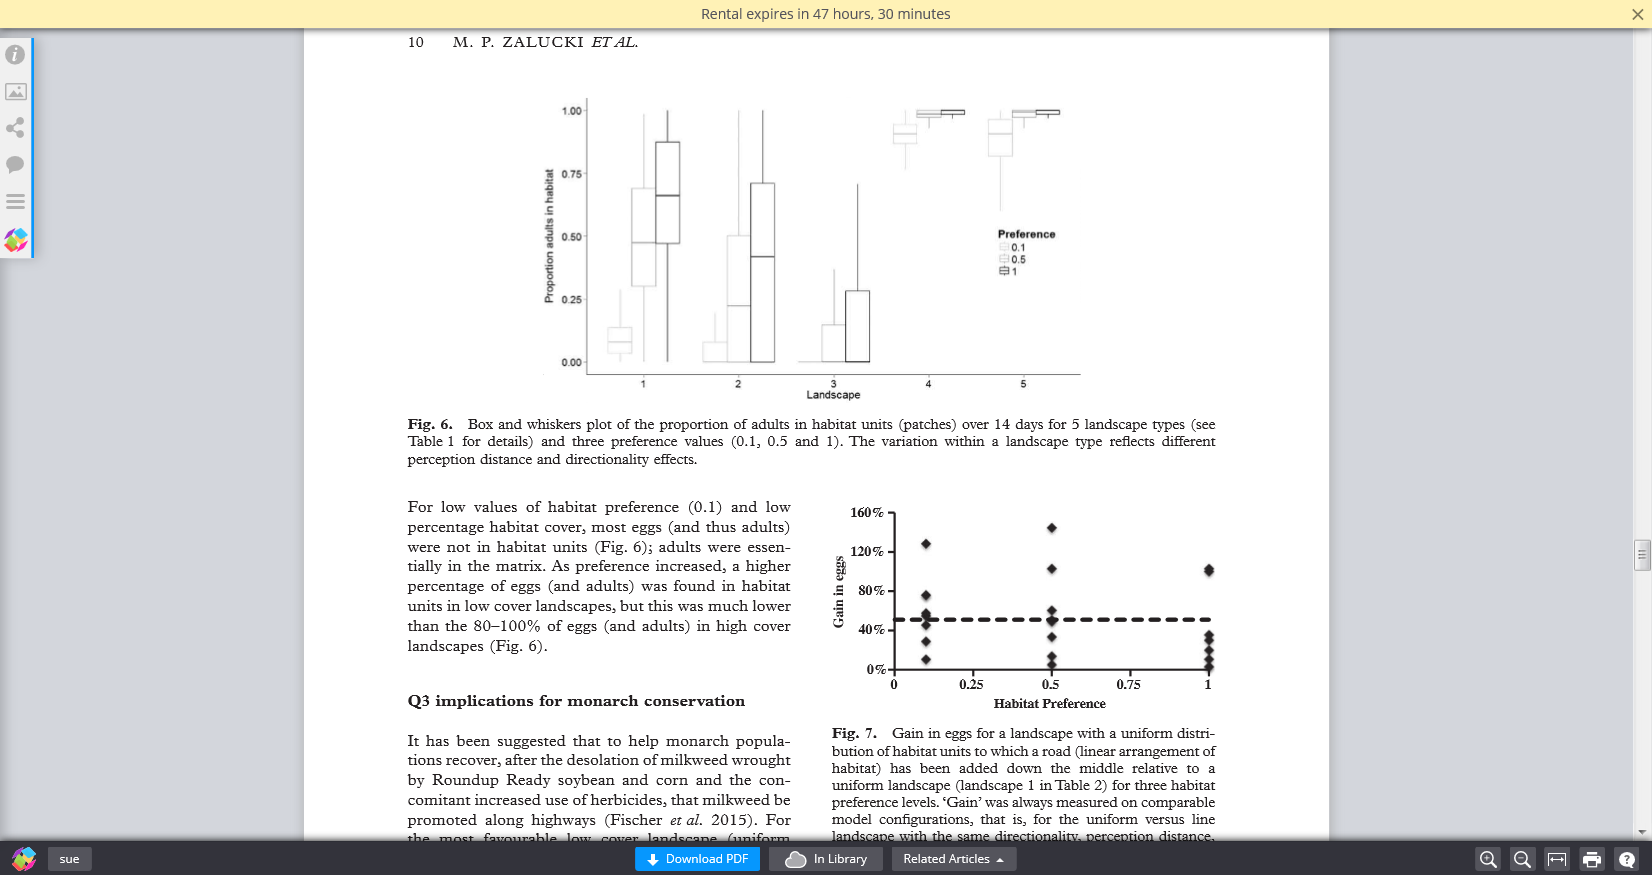 Rental expires in 47 hours, 30 minutes
10 M. P. ZALUCKI ET AL.
1.00
0.75
0.50
0.25
0.00
Proportion adults in habitat
Preference
0.1
0.5
1
1 2 3 4 5
Landscape
Fig. 6. Box and whiskers plot of the proportion of adults in habitat units (patches) over 14 days for 5 landscape types (see
Table 1 for details) and three preference values (0.1, 0.5 and 1). The variation within a landscape type reflects different
perception distance and directionality effects.
For low values of habitat preference (0.1) and low
percentage habitat cover, most eggs (and thus adults)
were not in habitat units (Fig. 6); adults were essen-
tially in the matrix. As preference increased, a higher
percentage of eggs (and adults) was found in habitat
units in low cover landscapes, but this was much lower
than the 80–100% of eggs (and adults) in high cover
landscapes (Fig. 6).
Q3 implications for monarch conservation
It has been suggested that to help monarch popula-
tions recover, after the desolation of milkweed wrought
by Roundup Ready soybean and corn and the con-
comitant increased use of herbicides, that milkweed be
promoted along highways (Fischer et al. 2015). For
the most favourable low cover landscape (uniform
160%
120%
80%
40%
0%
Gain in eggs
0 0.25 0.5 0.75 1
Habitat Preference
Fig. 7. Gain in eggs for a landscape with a uniform distri-
bution of habitat units to which a road (linear arrangement of
habitat) has been added down the middle relative to a
uniform landscape (landscape 1 in Table 2) for three habitat
preference levels. ‘Gain’ was always measured on comparable
model configurations, that is, for the uniform versus line
landscape with the same directionality, perception distance,
sue
Download PDF
In Library
Related Articles